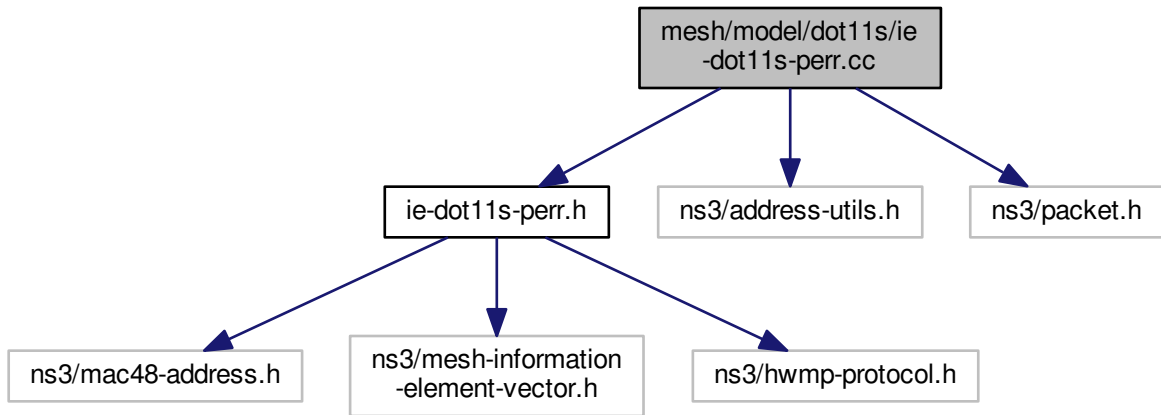 mesh/model/dot11s/ie
-dot11s-perr.cc
ie-dot11s-perr.h
ns3/address-utils.h
ns3/packet.h
ns3/mac48-address.h
ns3/mesh-information
-element-vector.h
ns3/hwmp-protocol.h